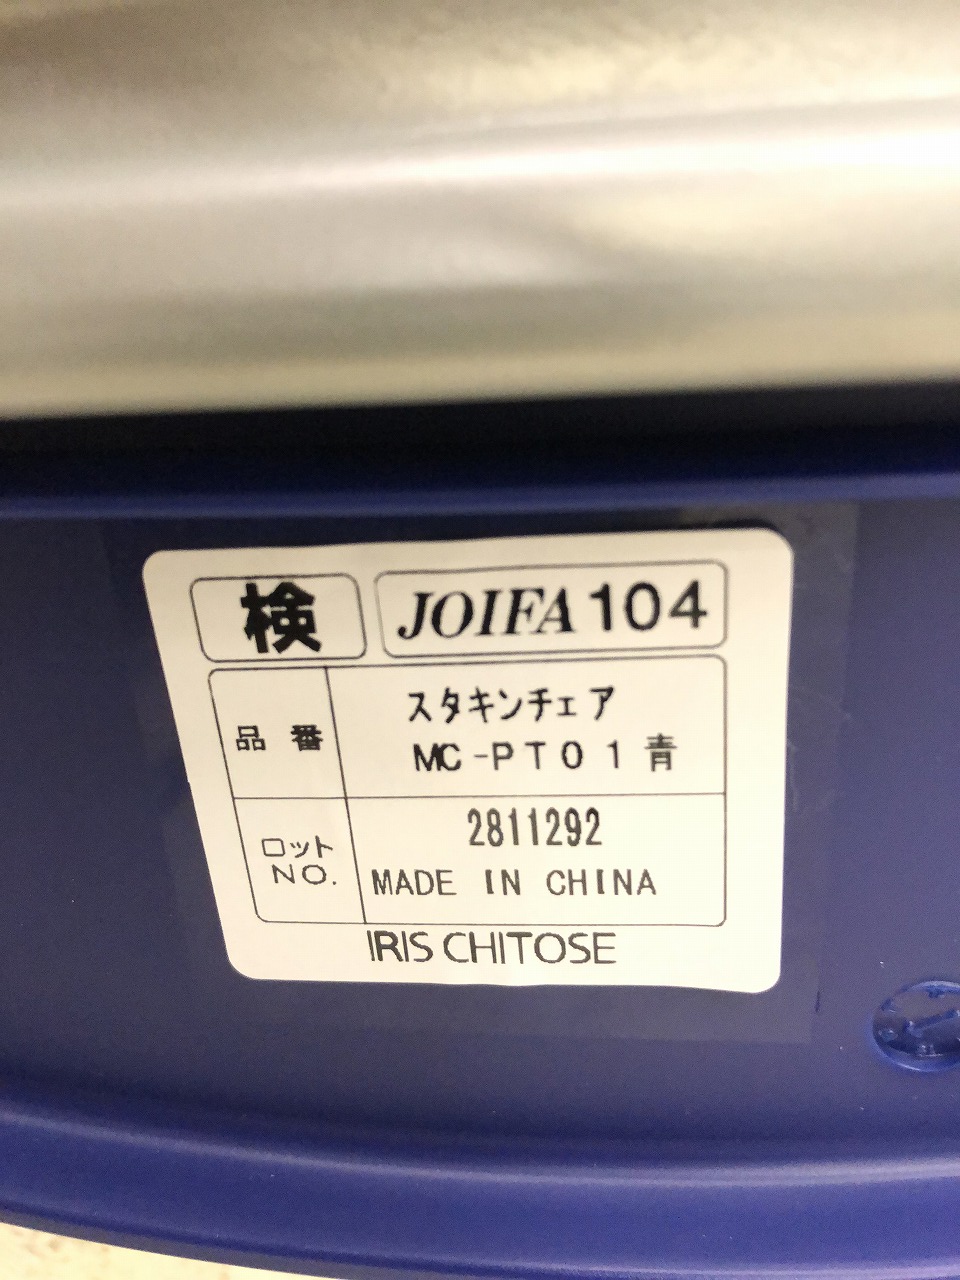 検 JOIFA 104
品番 スタキンチェア
MC-PT01青
ロット 2811292
NO. MADE IN CHINA
IRIS CHITOSE